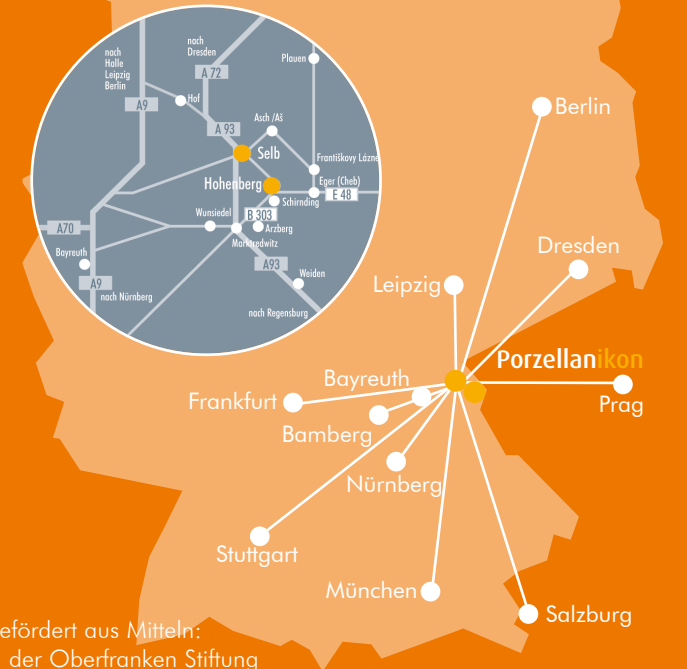 nach
Halle
Leipzig
Berlin
nach
Dresden
Plauen
A 72
A9
Hof
A 93
Asch /Aš
Selb
Františkovy Lázne
Hohenberg
Eger (Cheb)
E 48
Schirnding
Wunsiedel
B 303
Arzberg
A70
Marktredwitz
Bayreuth
A93
Weiden
A9
nach Nürnberg
nach Regensburg
Berlin
Dresden
Leipzig
Porzellanikon
Bayreuth
Prag
Frankfurt
Bamberg
Nürnberg
Stuttgart
München
Salzburg
efördert aus Mitteln:
der Oberfranken Stiftung